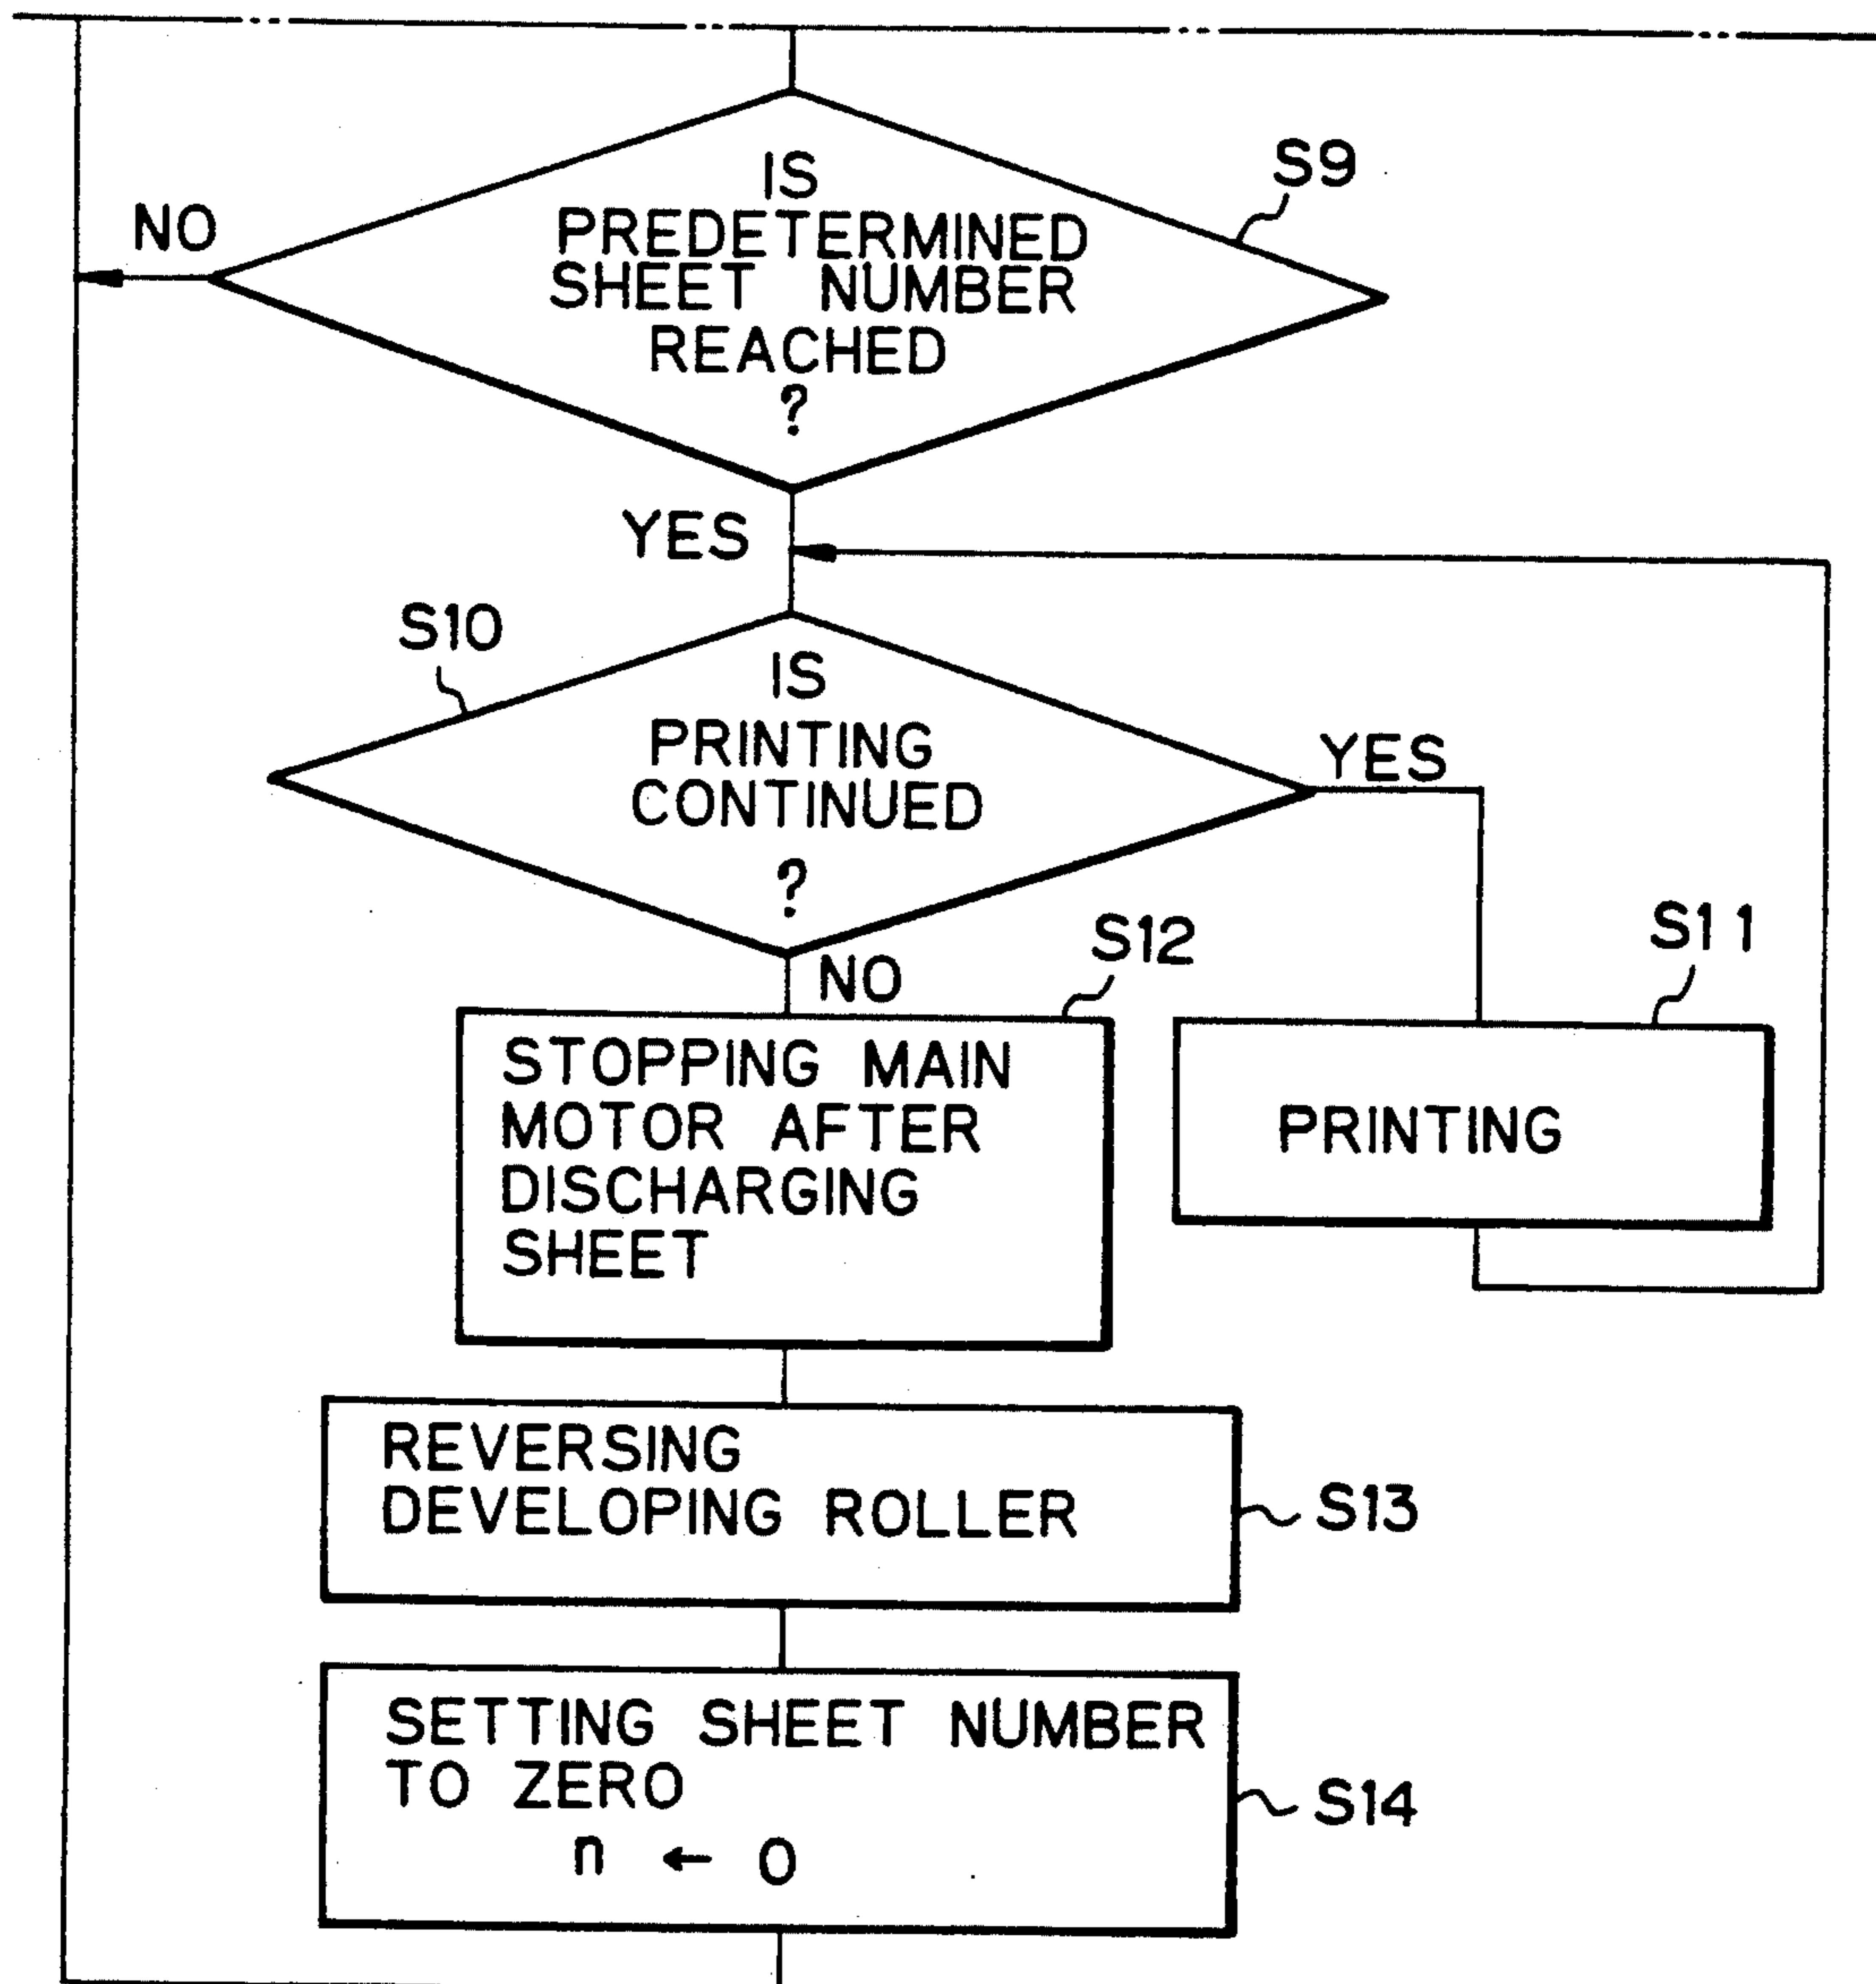 IS
PREDETERMINED
SHEET NUMBER
REACHED
?
S9
NO
YES
S10
IS
PRINTING
CONTINUED
?
YES
NO
S12
STOPPING MAIN
MOTOR AFTER
DISCHARGING
SHEET
S11
PRINTING
REVERSING
DEVELOPING ROLLER
S13
SETTING SHEET NUMBER
TO ZERO
n ← 0
S14